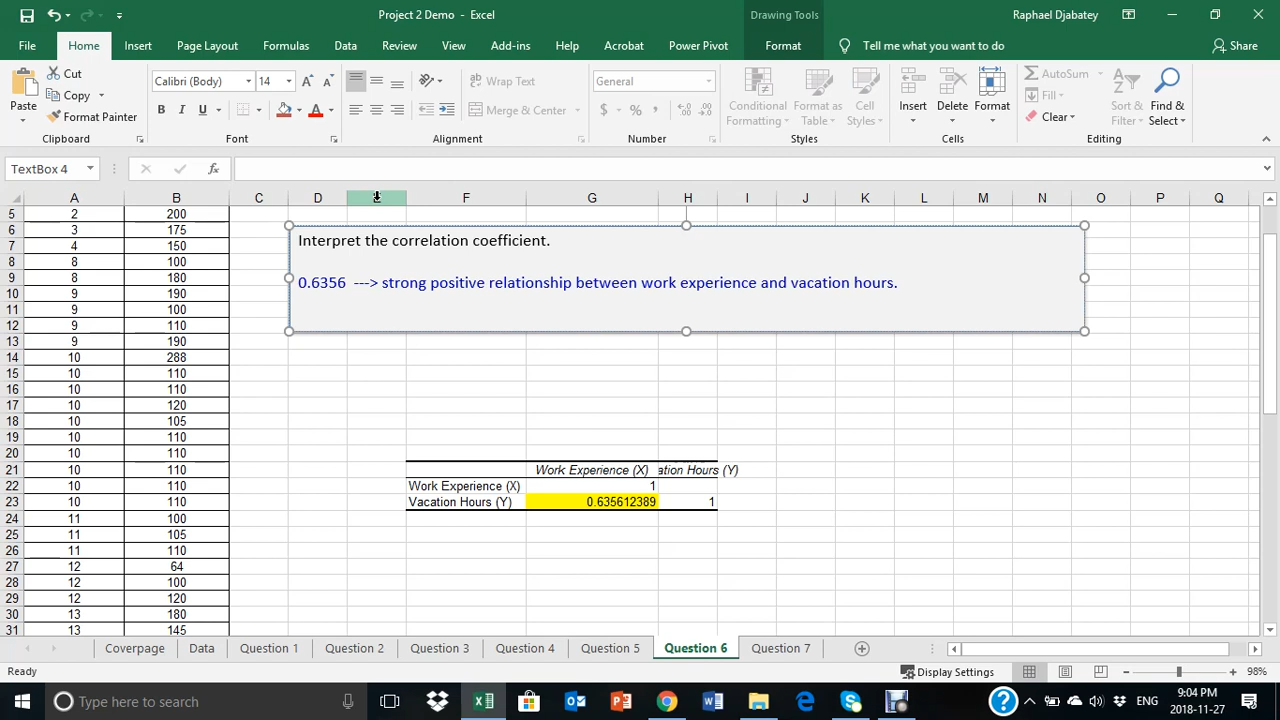 Project 2 Demo - Excel
Drawing Tools
Raphael Djabatey
File Home Insert Page Layout Formulas Data Review View Add-ins Help Acrobat Power Pivot Format Tell me what you want to do Share
Paste
Cut
Copy
Format Painter
Clipboard
Calibri (Body) 14
B I U
Font
Wrap Text
Merge & Center
Alignment
General
$ % ,
Number
Conditional Formatting
Format as Table
Cell Styles
Styles
Insert
Delete
Format
Cells
AutoSum
Fill
Clear
Sort & Filter
Find & Select
Editing
TextBox 4
fx
A B C D F G H I J K L M N O P Q
5 2 200
6 3 175
7 4 150
8 8 100
9 8 180
10 9 190
11 9 100
12 9 110
13 9 190
14 10 288
15 10 110
16 10 110
17 10 120
18 10 105
19 10 110
20 10 110
21 10 110
22 10 110
23 10 110
24 11 100
25 11 105
26 11 110
27 12 64
28 12 100
29 12 120
30 13 180
31 13 145
Interpret the correlation coefficient.
0.6356 ---> strong positive relationship between work experience and vacation hours.
Work Experience (X) ation Hours (Y)
Work Experience (X) 1
Vacation Hours (Y) 0.635612389 1
Coverpage Data Question 1 Question 2 Question 3 Question 4 Question 5 Question 6 Question 7
Ready
Display Settings
98%
Type here to search
ENG
9:04 PM
2018-11-27